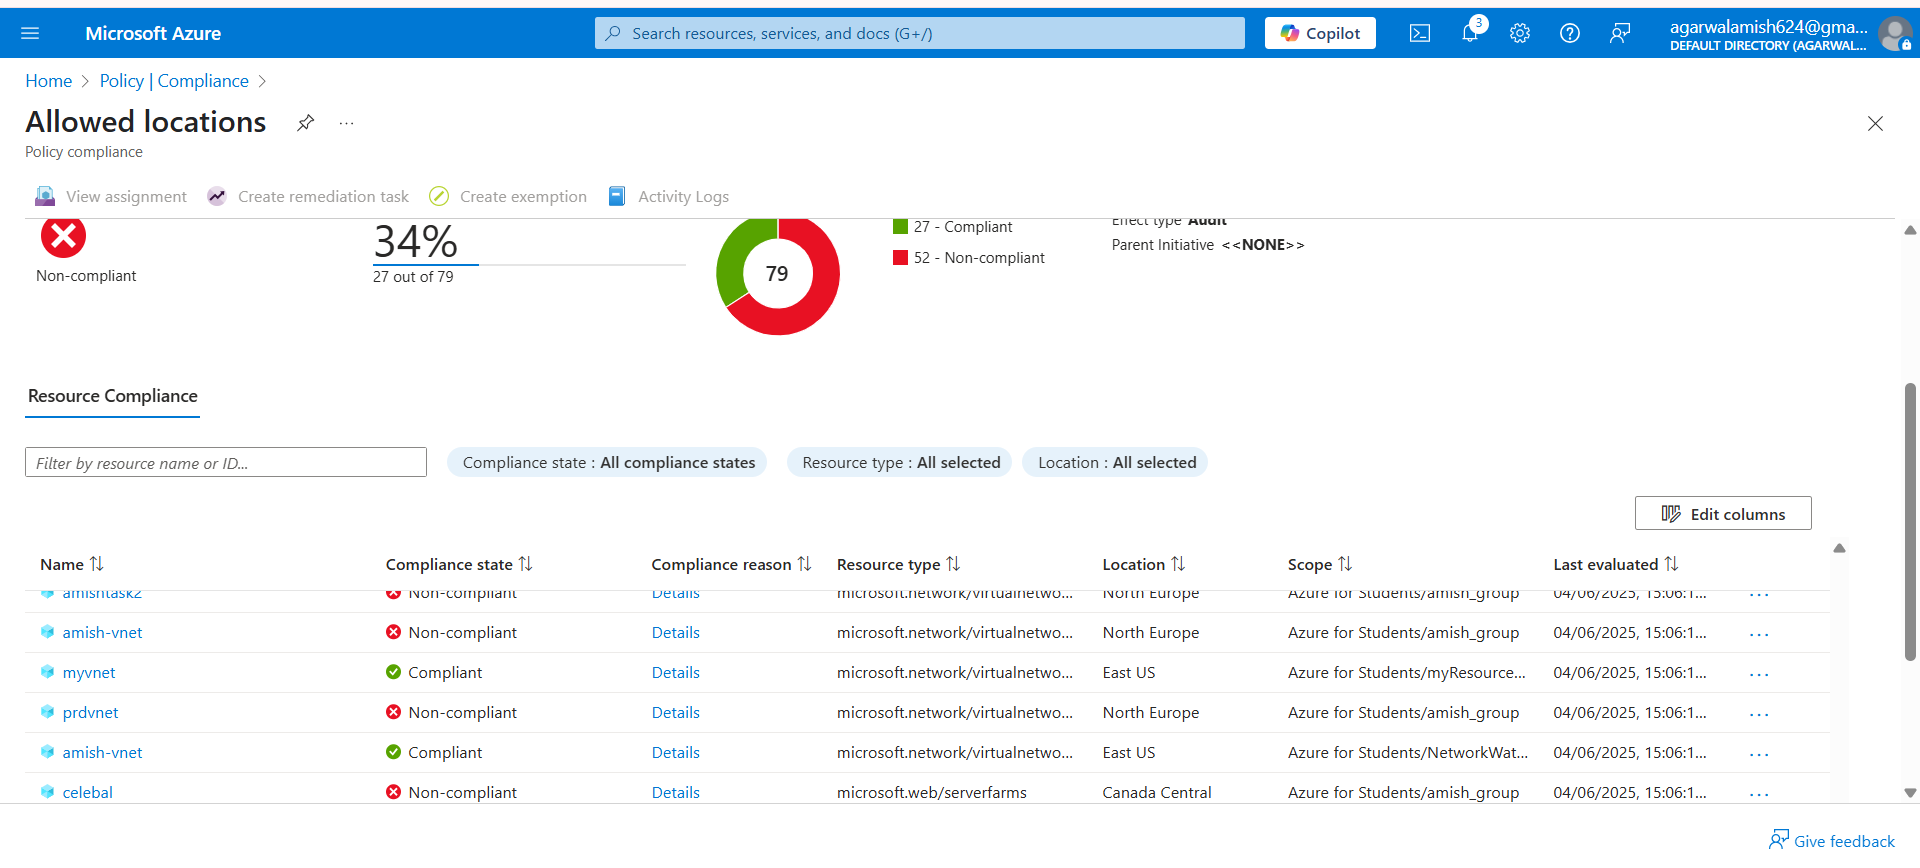 Microsoft Azure
Search resources, services, and docs (G+/)
Copilot
3
agarwalamish624@gma...
DEFAULT DIRECTORY (AGARWAL...
Home > Policy | Compliance >
Allowed locations
...
Policy compliance
View assignment
Create remediation task
Create exemption
Activity Logs
Non-compliant
34%
27 out of 79
79
27 - Compliant
52 - Non-compliant
Effect type Audit
Parent Initiative <<NONE>>
Resource Compliance
Filter by resource name or ID...
Compliance state : All compliance states
Resource type : All selected
Location : All selected
Edit columns
Name Compliance state Compliance reason Resource type Location Scope Last evaluated
amishtask2 Non-compliant Details microsoft.network/virtualnetwo... North Europe Azure for Students/amish_group 04/06/2025, 15:06:1... ...
amish-vnet Non-compliant Details microsoft.network/virtualnetwo... North Europe Azure for Students/amish_group 04/06/2025, 15:06:1... ...
myvnet Compliant Details microsoft.network/virtualnetwo... East US Azure for Students/myResource... 04/06/2025, 15:06:1... ...
prdvnet Non-compliant Details microsoft.network/virtualnetwo... North Europe Azure for Students/amish_group 04/06/2025, 15:06:1... ...
amish-vnet Compliant Details microsoft.network/virtualnetwo... East US Azure for Students/NetworkWat... 04/06/2025, 15:06:1... ...
celebal Non-compliant Details microsoft.web/serverfarms Canada Central Azure for Students/amish_group 04/06/2025, 15:06:1... ...
Give feedback